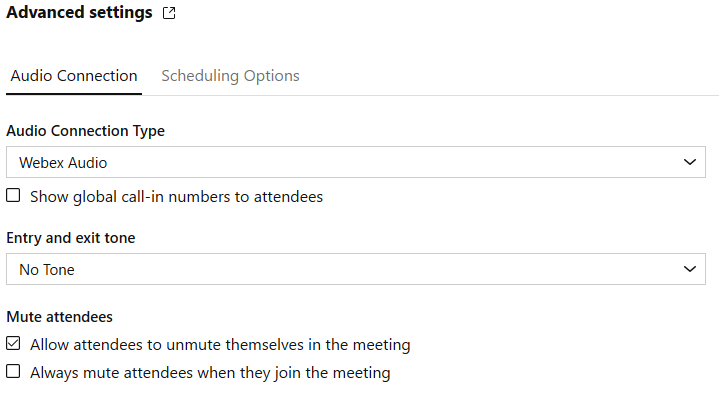 Advanced settings
Audio Connection Scheduling Options
Audio Connection Type
Webex Audio
Show global call-in numbers to attendees
Entry and exit tone
No Tone
Mute attendees
Allow attendees to unmute themselves in the meeting
Always mute attendees when they join the meeting